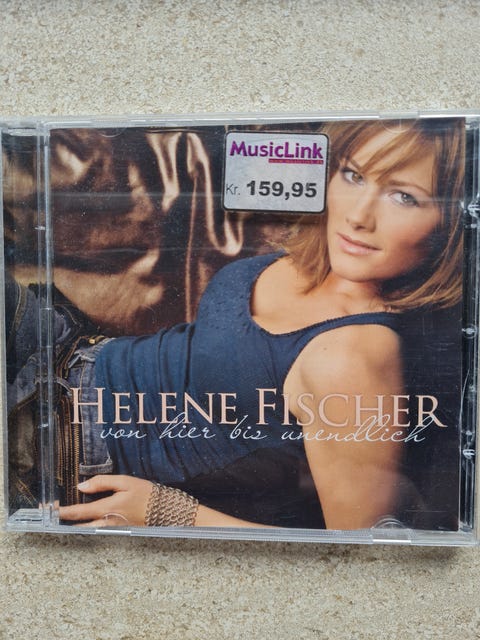 MusicLink
Kr. 159,95
HELENE FISCHER
von hier bis unendlich